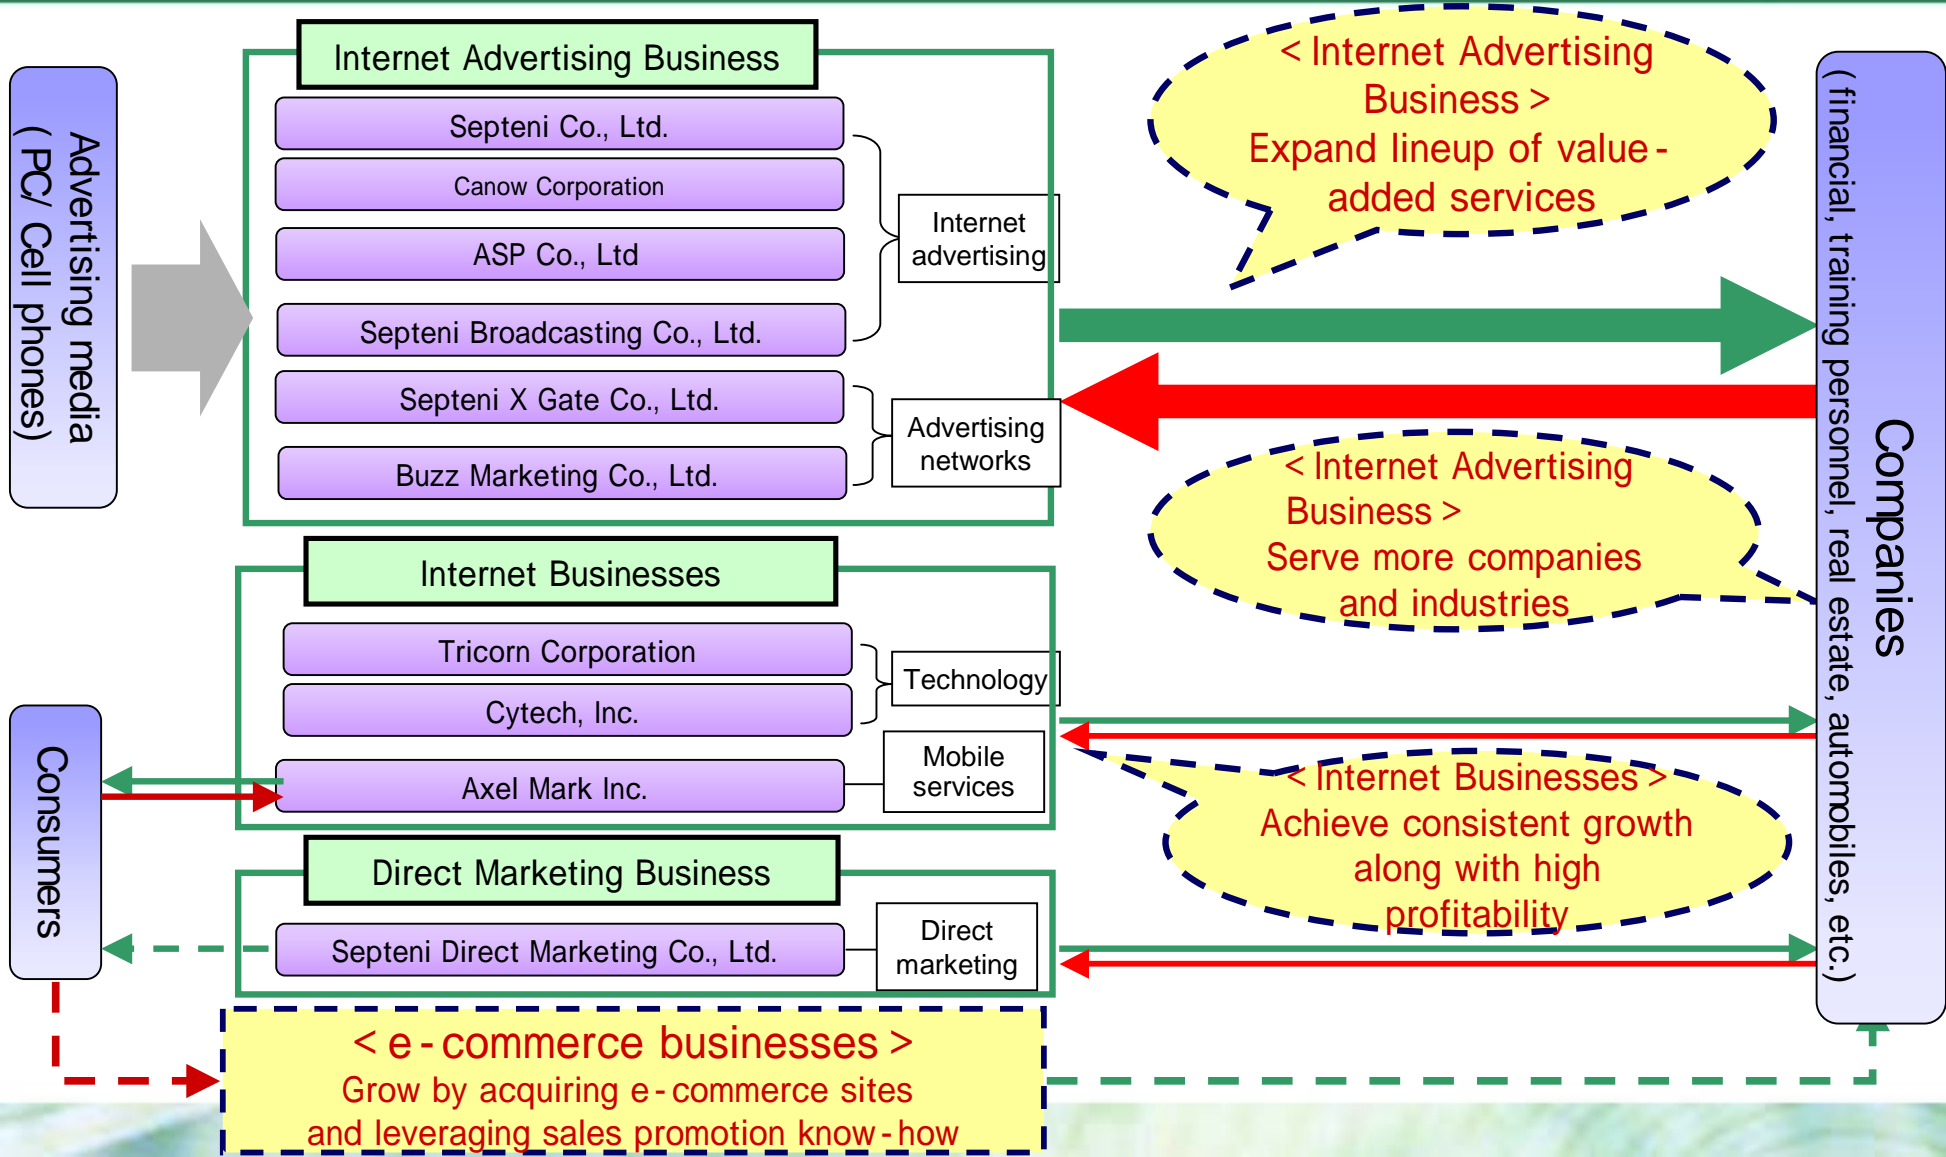 Advertising media
( PC/ Cell phones)
Internet Advertising Business
Septeni Co., Ltd.
Canow Corporation
ASP Co., Ltd
Septeni Broadcasting Co., Ltd.
Septeni X Gate Co., Ltd.
Buzz Marketing Co., Ltd.
Internet
advertising
Advertising
networks
< Internet Advertising
Business >
Expand lineup of value-
added services
< Internet Advertising
Business >
Serve more companies
and industries
Companies
( financial, training personnel, real estate, automobiles, etc.)
Internet Businesses
Tricorn Corporation
Cytech, Inc.
Axel Mark Inc.
Technology
Mobile
services
< Internet Businesses >
Achieve consistent growth
along with high
profitability
Consumers
Direct Marketing Business
Septeni Direct Marketing Co., Ltd.
Direct
marketing
< e-commerce businesses >
Grow by acquiring e-commerce sites
and leveraging sales promotion know-how